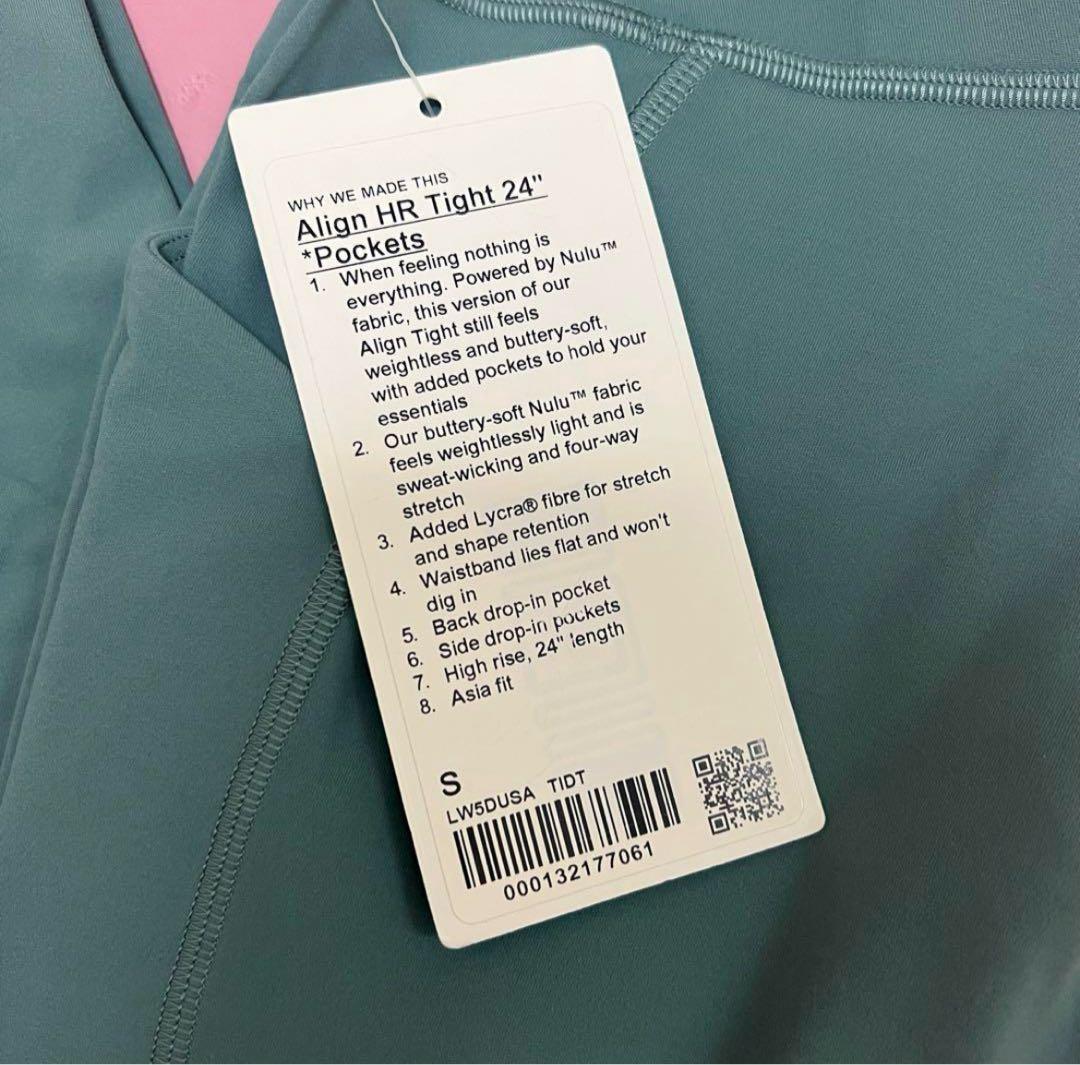 WHY WE MADE THIS
Align HR Tight 24"
*Pockets
1. When feeling nothing is
everything. Powered by Nulu™
fabric, this version of our
Align Tight still feels
weightless and buttery-soft,
with added pockets to hold your
essentials
2. Our buttery-soft Nulu™ fabric
feels weightlessly light and is
sweat-wicking and four-way
stretch
3. Added Lycra® fibre for stretch
and shape retention
4. Waistband lies flat and won't
dig in
5. Back drop-in pocket
6. Side drop-in pockets
7. High rise, 24" length
8. Asia fit
S
LW5DUSA TIDT
000132177061